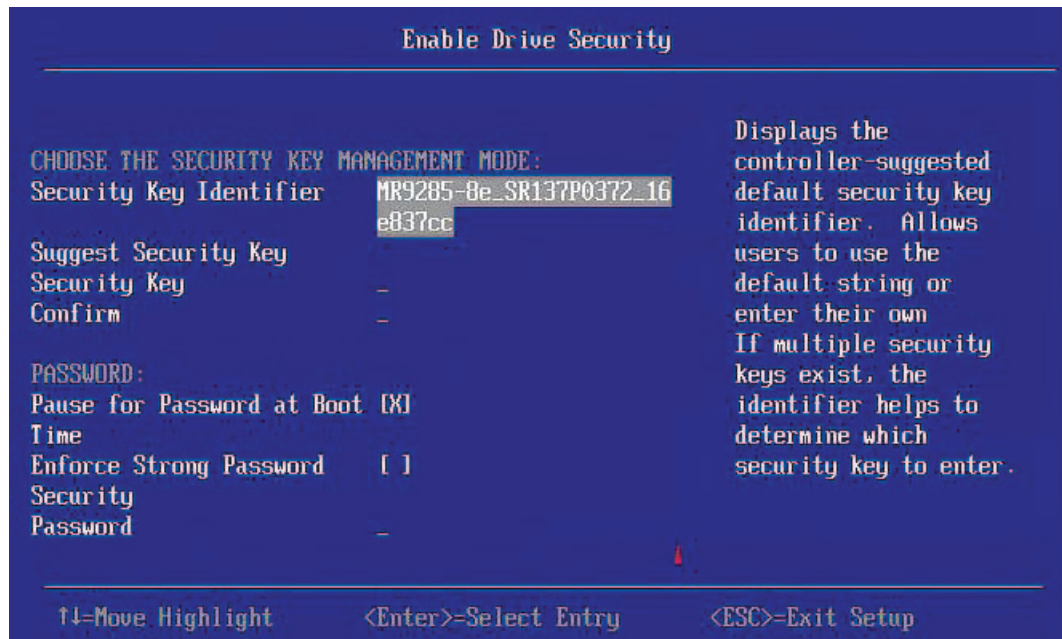 Enable Drive Security
CHOOSE THE SECURITY KEY MANAGEMENT MODE:
Security Key Identifier MR9285-8e_SR137P0372_16
e837cc
Suggest Security Key
Security Key _
Confirm _
PASSWORD:
Pause for Password at Boot [X]
Time
Enforce Strong Password [ ]
Security
Password _
Displays the
controller-suggested
default security key
identifier. Allows
users to use the
default string or
enter their own
If multiple security
keys exist, the
identifier helps to
determine which
security key to enter.
↑↓=Move Highlight <Enter>=Select Entry <ESC>=Exit Setup